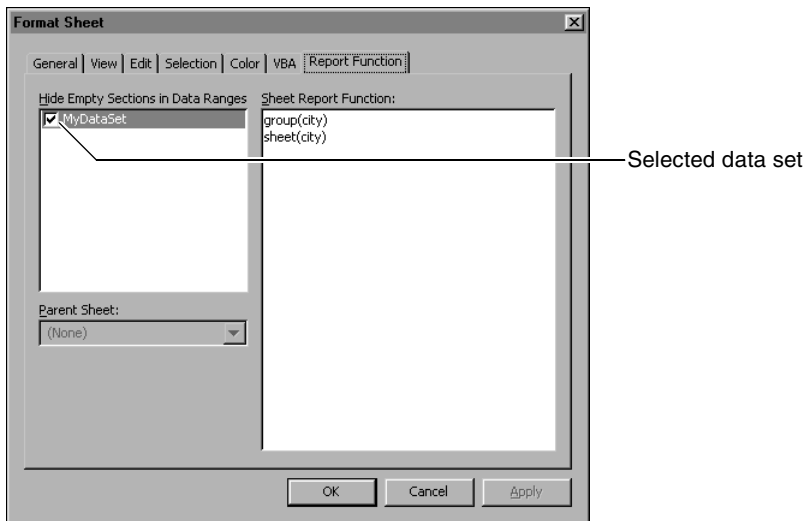 Format Sheet
General View Edit Selection Color VBA Report Function
Hide Empty Sections in Data Ranges
MyDataSet
Parent Sheet:
(None)
Sheet Report Function:
group(city)
sheet(city)
Selected data set
OK Cancel Apply